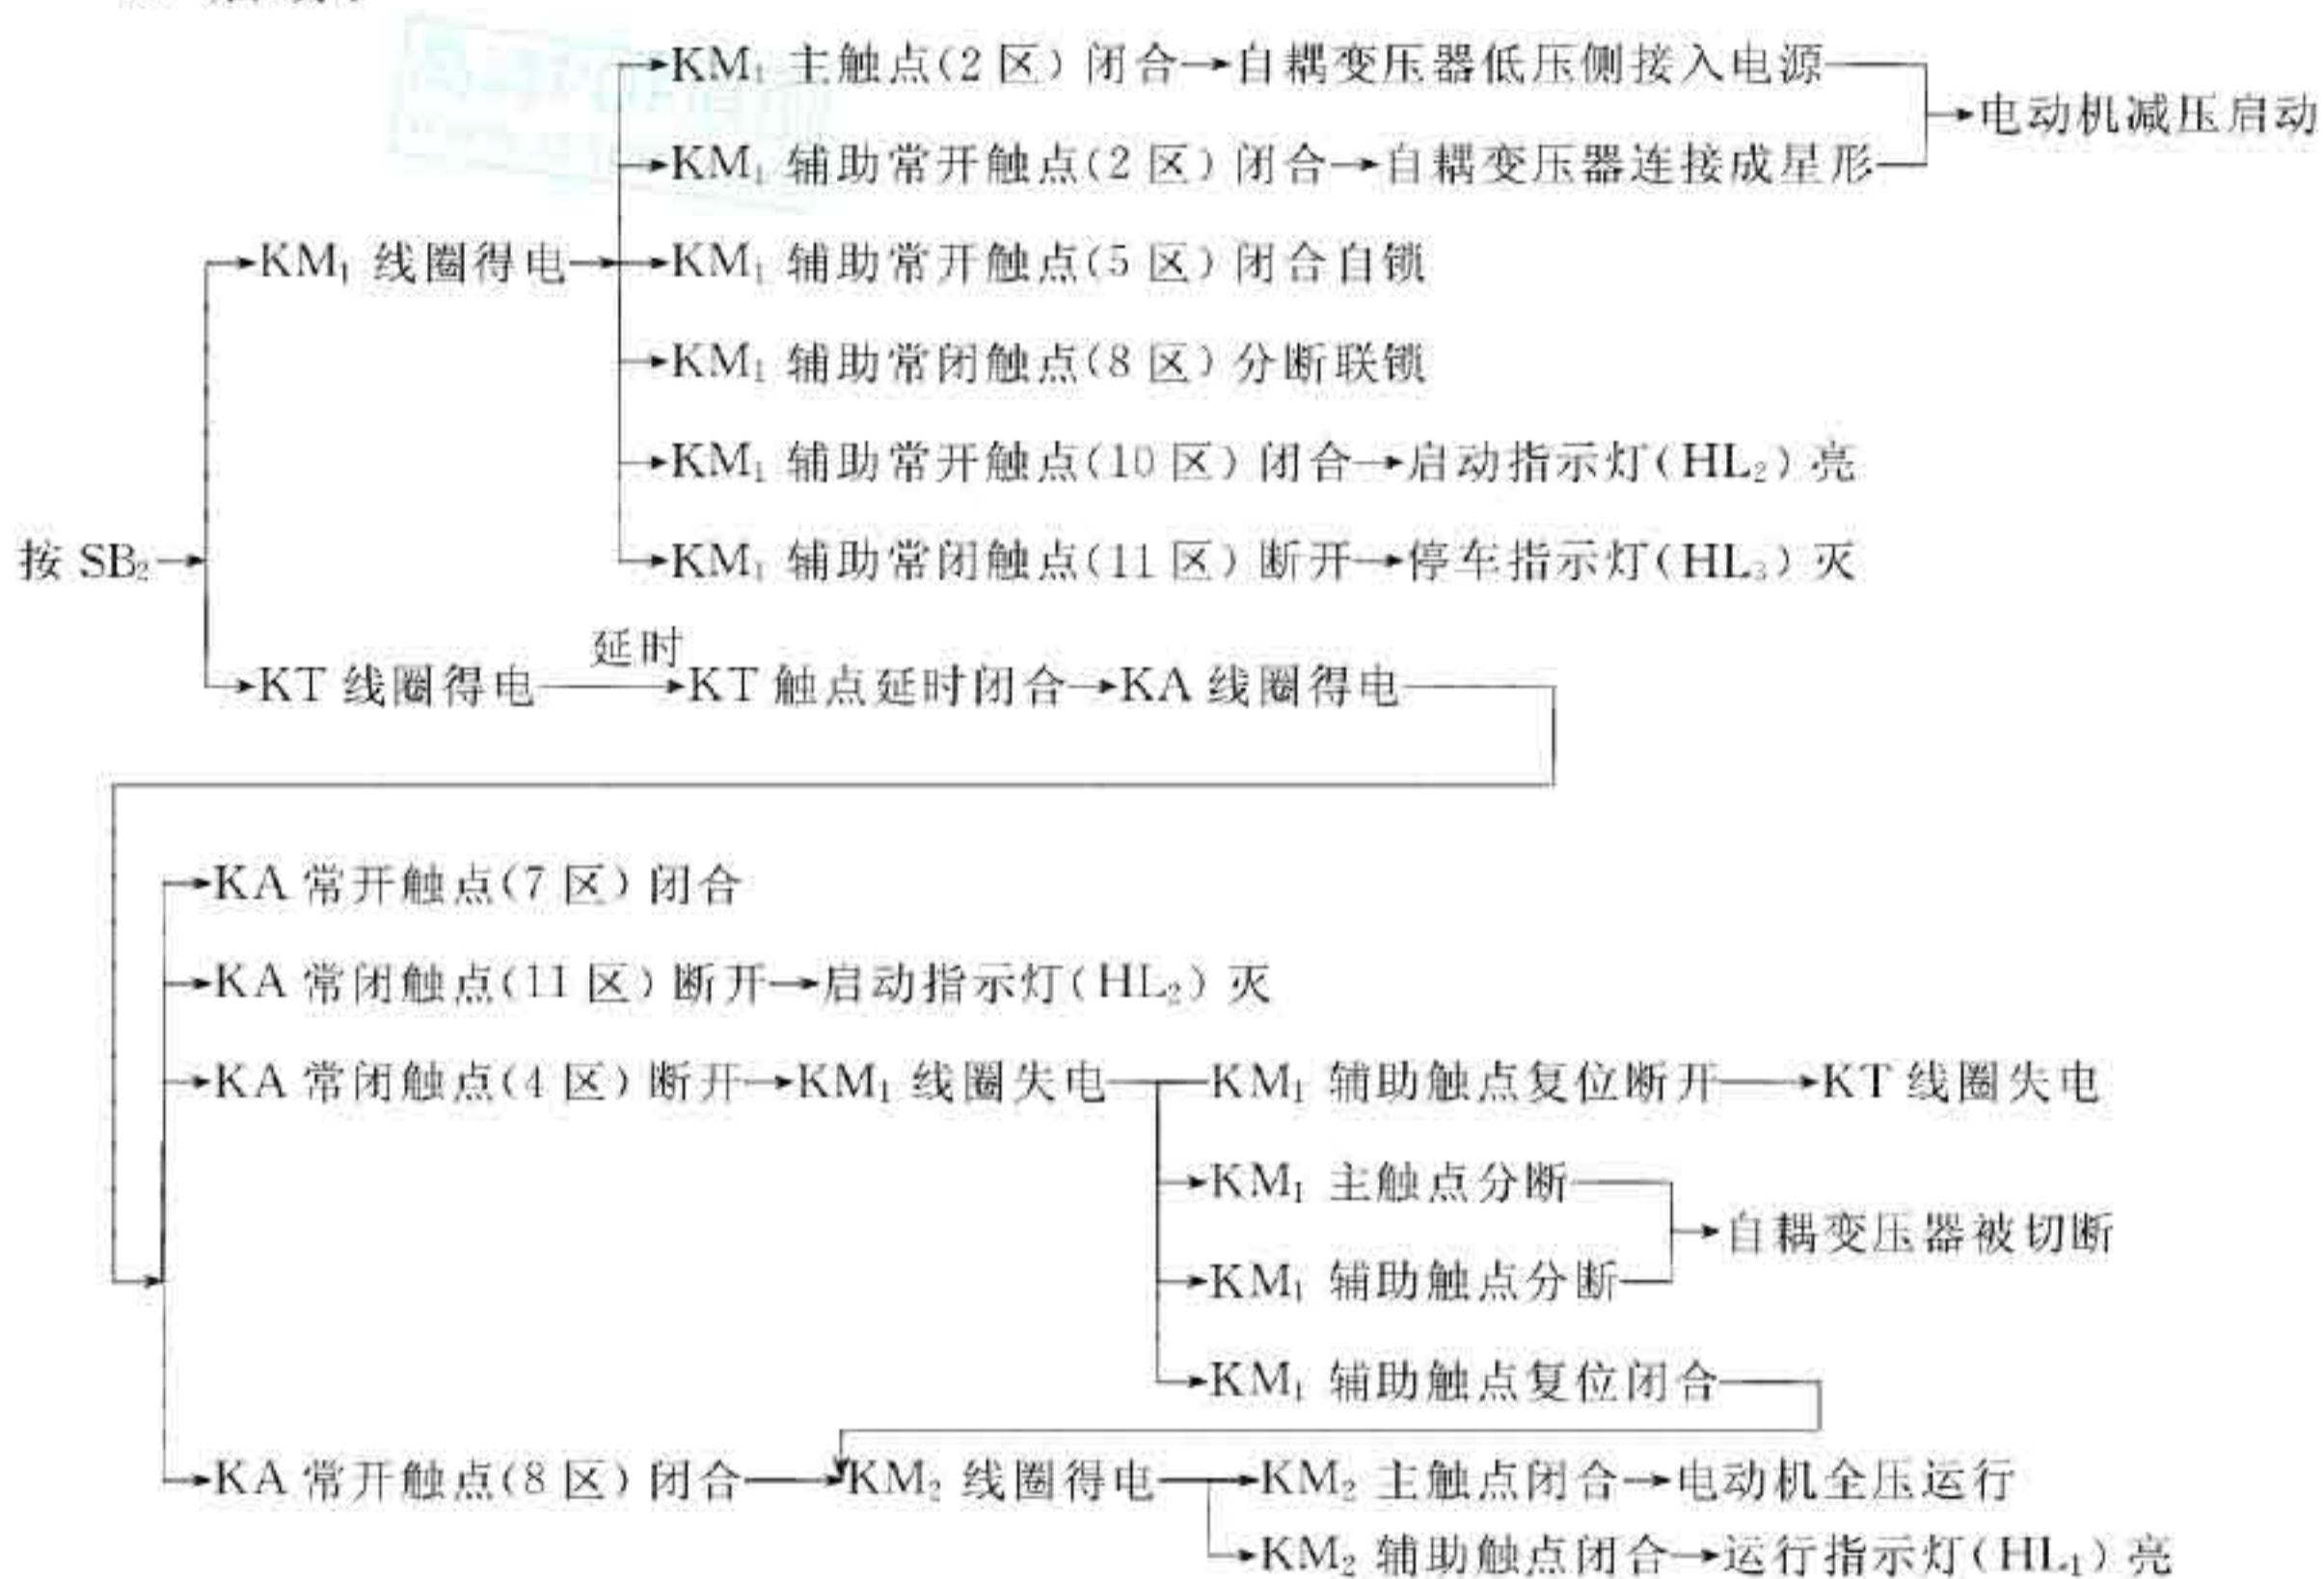 KM₁ 主触点(2 区) 闭合→自耦变压器低压侧接入电源
→电动机减压启动
KM₁ 辅助常开触点(2 区) 闭合→自耦变压器连接成星形
KM₁ 线圈得电→KM₁ 辅助常开触点(5 区) 闭合自锁
KM₁ 辅助常闭触点(8 区) 分断联锁
KM₁ 辅助常开触点(10 区) 闭合→启动指示灯(HL₂) 亮
按 SB₂→KM₁ 辅助常闭触点(11 区) 断开→停车指示灯(HL₃) 灭
延时
KT 线圈得电→KT 触点延时闭合→KA 线圈得电
KA 常开触点(7 区) 闭合
KA 常闭触点(11 区) 断开→启动指示灯(HL₂) 灭
KA 常闭触点(4 区) 断开→KM₁ 线圈失电—KM₁ 辅助触点复位断开→KT 线圈失电
KM₁ 主触点分断
→自耦变压器被切断
KM₁ 辅助触点分断
KM₁ 辅助触点复位闭合
KA 常开触点(8 区) 闭合→KM₂ 线圈得电→KM₂ 主触点闭合→电动机全压运行
KM₂ 辅助触点闭合→运行指示灯(HL₁) 亮